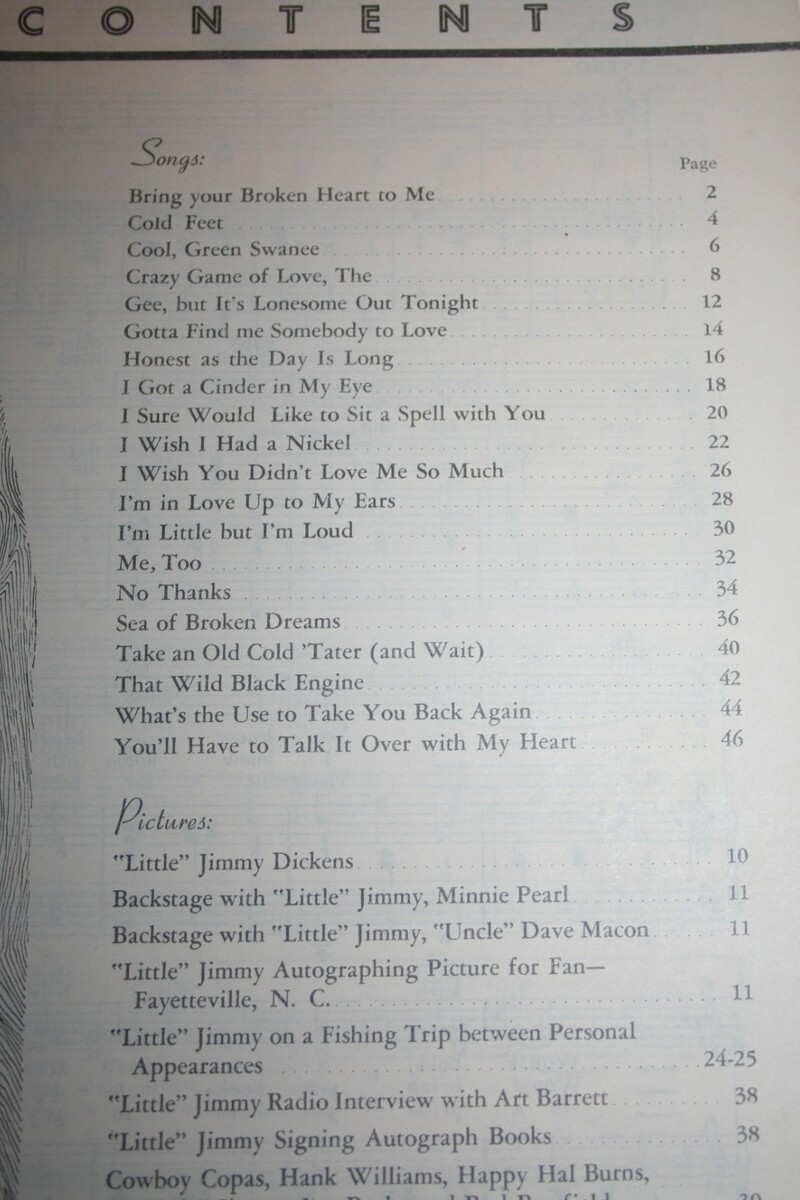 CONTENTS
Songs:
Page
Bring your Broken Heart to Me 2
Cold Feet 4
Cool, Green Swanee 6
Crazy Game of Love, The 8
Gee, but It's Lonesome Out Tonight 12
Gotta Find me Somebody to Love 14
Honest as the Day Is Long 16
I Got a Cinder in My Eye 18
I Sure Would Like to Sit a Spell with You 20
I Wish I Had a Nickel 22
I Wish You Didn't Love Me So Much 26
I'm in Love Up to My Ears 28
I'm Little but I'm Loud 30
Me, Too 32
No Thanks 34
Sea of Broken Dreams 36
Take an Old Cold 'Tater (and Wait) 40
That Wild Black Engine 42
What's the Use to Take You Back Again 44
You'll Have to Talk It Over with My Heart 46
Pictures:
"Little" Jimmy Dickens 10
Backstage with "Little" Jimmy, Minnie Pearl 11
Backstage with "Little" Jimmy, "Uncle" Dave Macon 11
"Little" Jimmy Autographing Picture for Fan—
Fayetteville, N. C. 11
"Little" Jimmy on a Fishing Trip between Personal
Appearances 24-25
"Little" Jimmy Radio Interview with Art Barrett 38
"Little" Jimmy Signing Autograph Books 38
Cowboy Copas, Hank Williams, Happy Hal Burns,